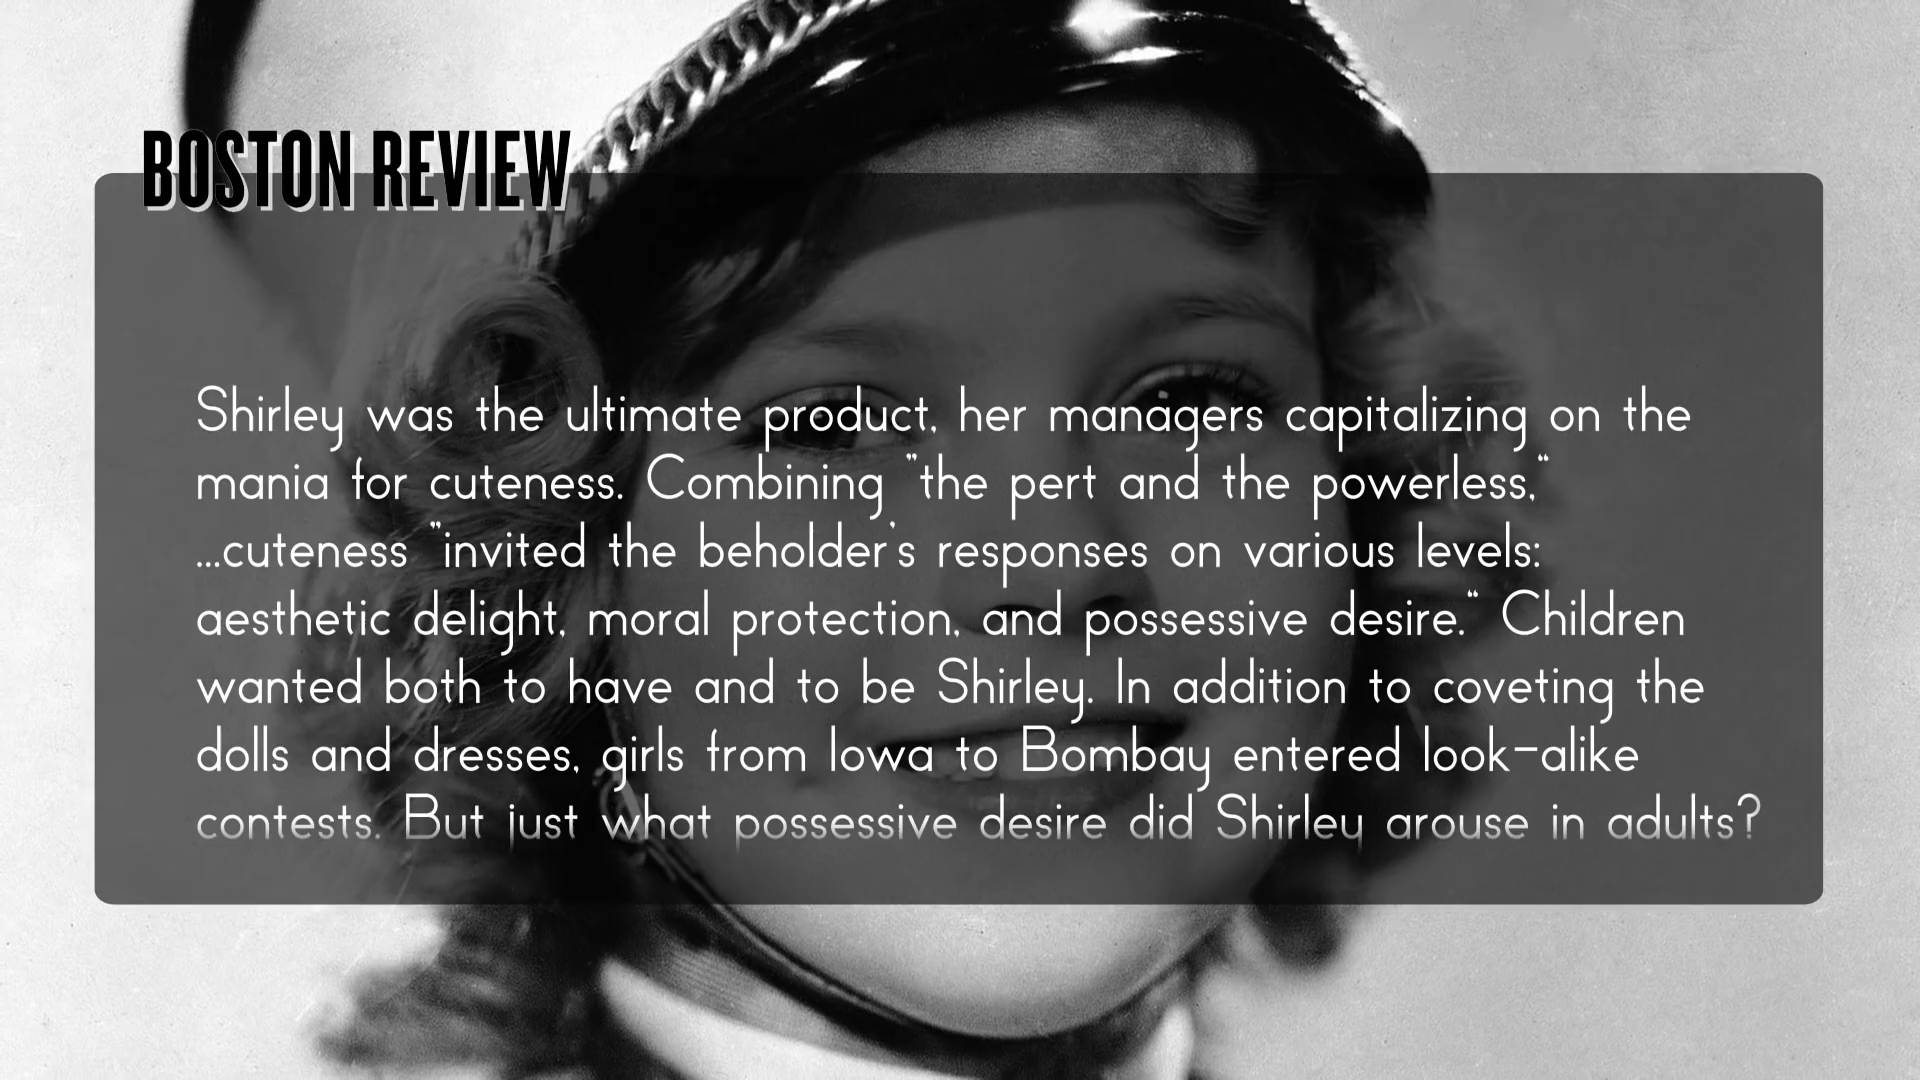 BOSTON REVIEW
Shirley was the ultimate product, her managers capitalizing on the
mania for cuteness. Combining "the pert and the powerless,"
...cuteness "invited the beholder's responses on various levels:
aesthetic delight, moral protection, and possessive desire." Children
wanted both to have and to be Shirley. In addition to coveting the
dolls and dresses, girls from Iowa to Bombay entered look-alike
contests. But just what possessive desire did Shirley arouse in adults?